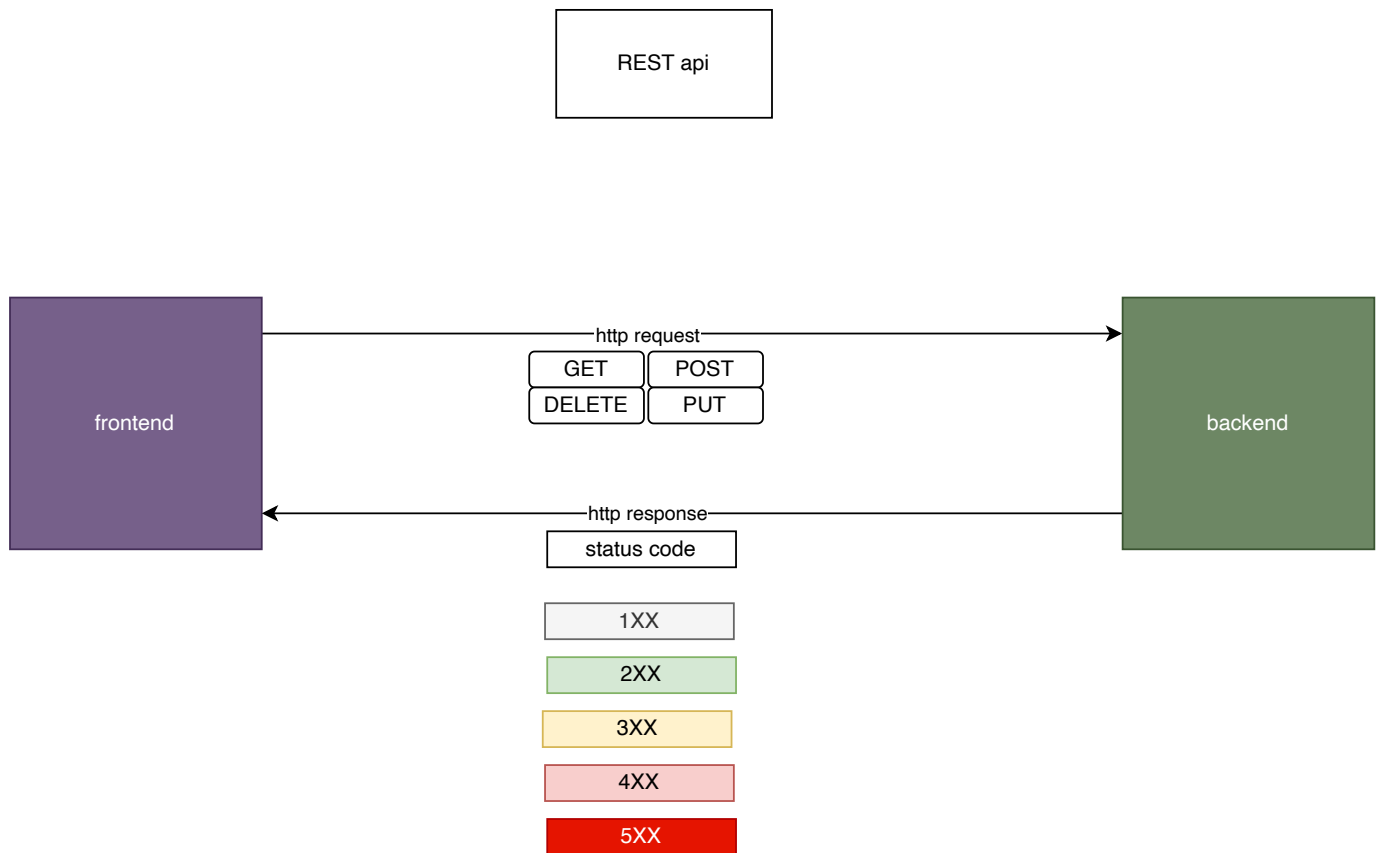 REST api
http request
GET POST
DELETE PUT
frontend
backend
http response
status code
1XX
2XX
3XX
4XX
5XX